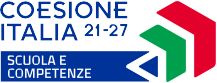 COESIONE
ITALIA 21-27
SCUOLA E
COMPETENZE